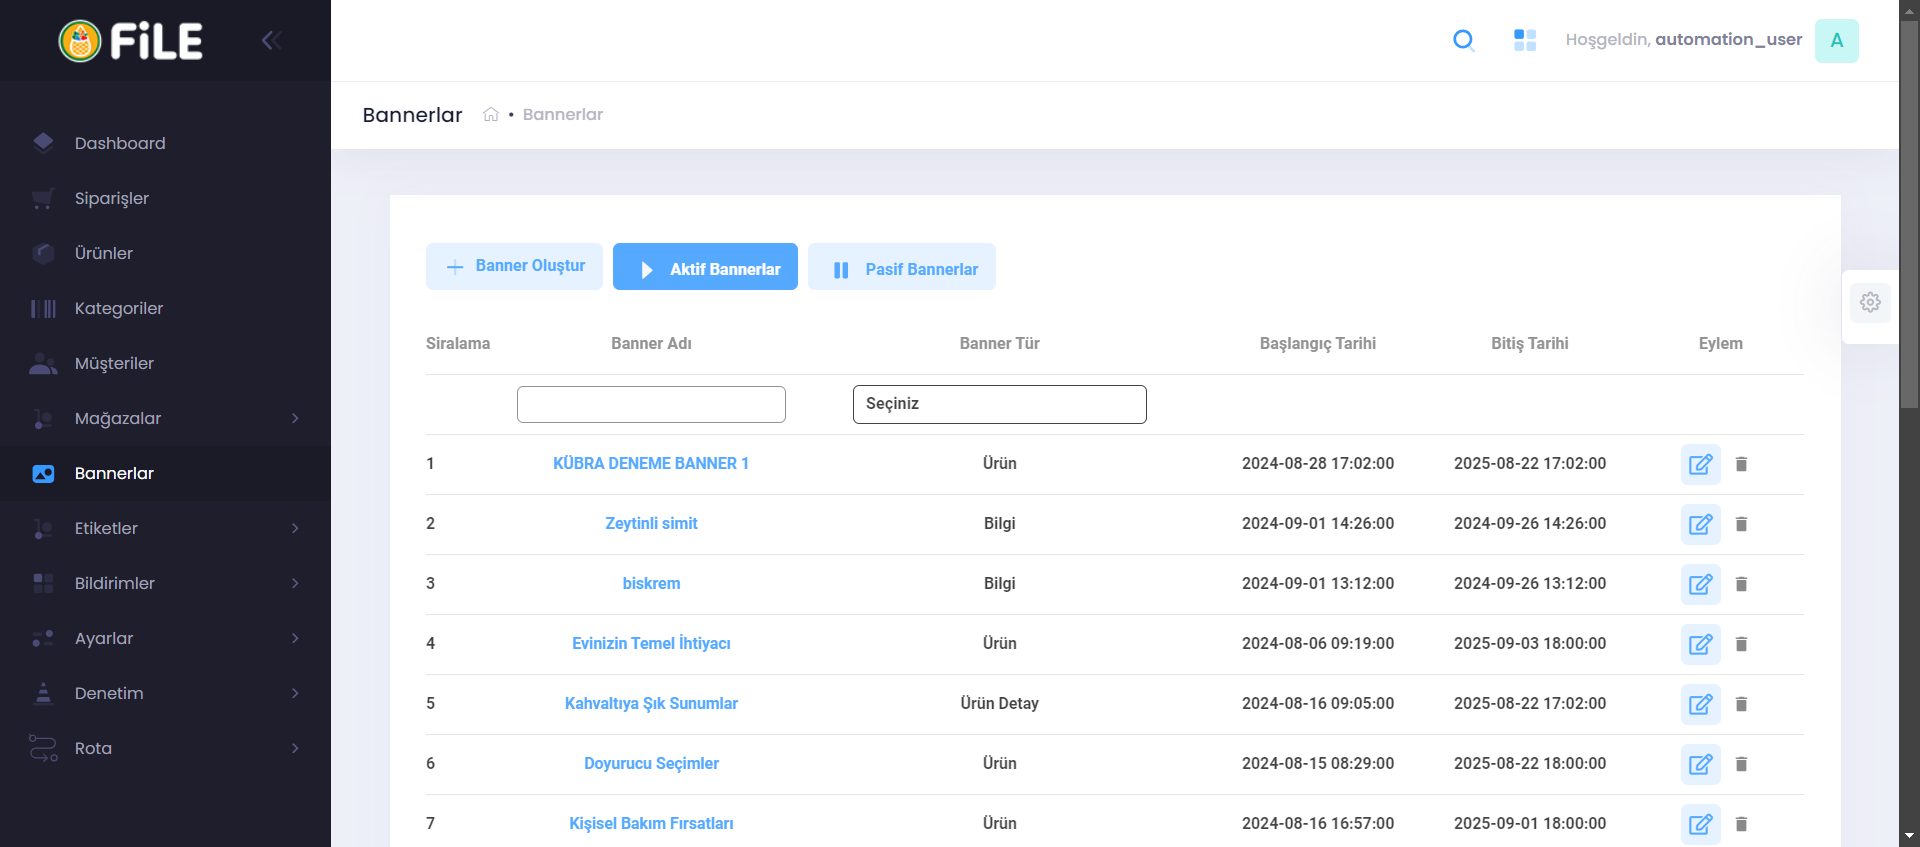 FiLE
Hoşgeldin, automation_user
A
Bannerlar
Bannerlar
Dashboard
Siparişler
Ürünler
Kategoriler
Müşteriler
Mağazalar
Bannerlar
Etiketler
Bildirimler
Ayarlar
Denetim
Rota
Banner Oluştur
Aktif Bannerlar
Pasif Bannerlar
Siralama Banner Adı Banner Tür Başlangıç Tarihi Bitiş Tarihi Eylem
Seçiniz
1 KÜBRA DENEME BANNER 1 Ürün 2024-08-28 17:02:00 2025-08-22 17:02:00
2 Zeytinli simit Bilgi 2024-09-01 14:26:00 2024-09-26 14:26:00
3 biskrem Bilgi 2024-09-01 13:12:00 2024-09-26 13:12:00
4 Evinizin Temel İhtiyacı Ürün 2024-08-06 09:19:00 2025-09-03 18:00:00
5 Kahvaltıya Şık Sunumlar Ürün Detay 2024-08-16 09:05:00 2025-08-22 17:02:00
6 Doyurucu Seçimler Ürün 2024-08-15 08:29:00 2025-08-22 18:00:00
7 Kişisel Bakım Fırsatları Ürün 2024-08-16 16:57:00 2025-09-01 18:00:00